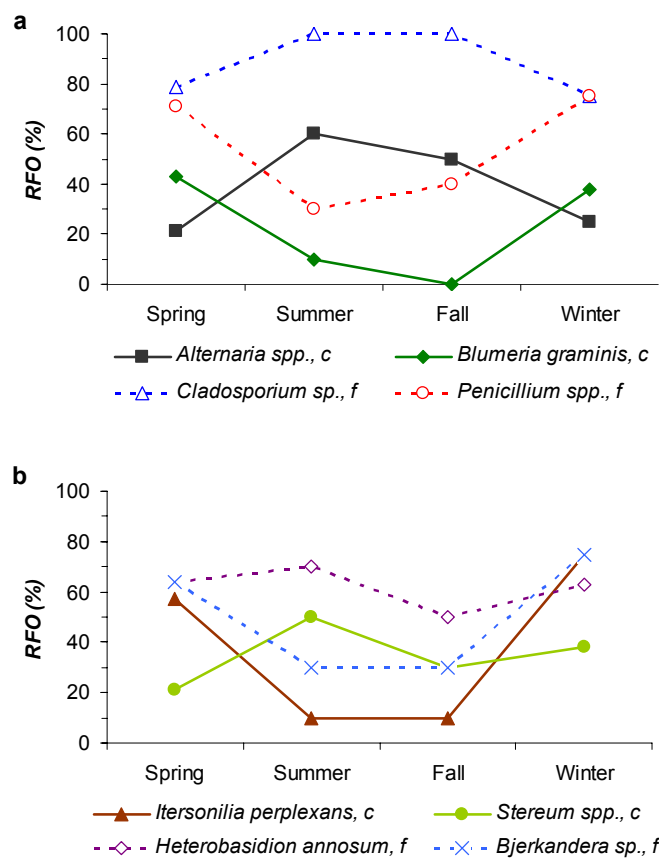 a
100
80
60
40
20
0
RFO (%)
Spring Summer Fall Winter
Alternaria spp., c Blumeria graminis, c
Cladosporium sp., f Penicillium spp., f
b
100
80
60
40
20
0
RFO (%)
Spring Summer Fall Winter
Itersonilia perplexans, c Stereum spp., c
Heterobasidion annosum, f Bjerkandera sp., f